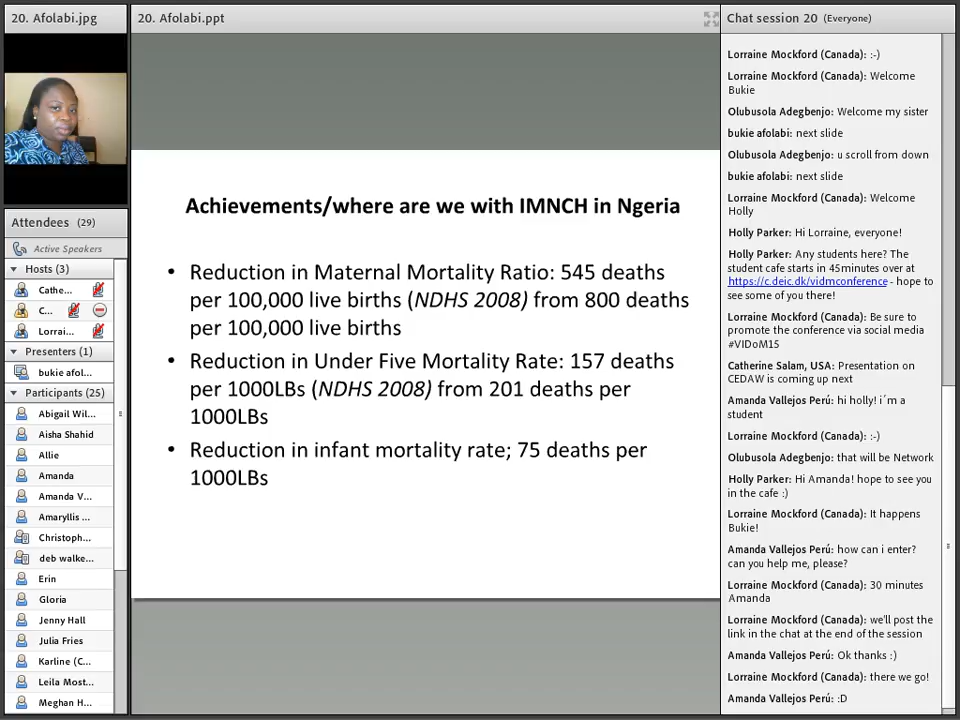 20. Afolabi.jpg
Attendees (29)
Active Speakers
Hosts (3)
Cathe...
C...
Lorrai...
Presenters (1)
bukie afol...
Participants (25)
Abigail Wil...
Aisha Shahid
Allie
Amanda
Amanda V...
Amaryllis ...
Christoph...
deb walke...
Erin
Gloria
Jenny Hall
Julia Fries
Karline (C...
Leila Most...
Meghan H...
20. Afolabi.ppt
Achievements/where are we with IMNCH in Ngeria
• Reduction in Maternal Mortality Ratio: 545 deaths
per 100,000 live births (NDHS 2008) from 800 deaths
per 100,000 live births
• Reduction in Under Five Mortality Rate: 157 deaths
per 1000LBs (NDHS 2008) from 201 deaths per
1000LBs
• Reduction in infant mortality rate; 75 deaths per
1000LBs
Chat session 20 (Everyone)
Lorraine Mockford (Canada): :-)
Lorraine Mockford (Canada): Welcome
Bukie
Olubusola Adegbenjo: Welcome my sister
bukie afolabi: next slide
Olubusola Adegbenjo: u scroll from down
bukie afolabi: next slide
Lorraine Mockford (Canada): Welcome
Holly
Holly Parker: Hi Lorraine, everyone!
Holly Parker: Any students here? The
student cafe starts in 45minutes over at
https://c.deic.dk/vidmconference - hope to
see some of you there!
Lorraine Mockford (Canada): Be sure to
promote the conference via social media
#VIDoM15
Catherine Salam, USA: Presentation on
CEDAW is coming up next
Amanda Vallejos Perú: hi holly! i´m a
student
Lorraine Mockford (Canada): :-)
Olubusola Adegbenjo: that will be Network
Holly Parker: Hi Amanda! hope to see you
in the cafe :)
Lorraine Mockford (Canada): It happens
Bukie!
Amanda Vallejos Perú: how can i enter?
can you help me, please?
Lorraine Mockford (Canada): 30 minutes
Amanda
Lorraine Mockford (Canada): we'll post the
link in the chat at the end of the session
Amanda Vallejos Perú: Ok thanks :)
Lorraine Mockford (Canada): there we go!
Amanda Vallejos Perú: :D